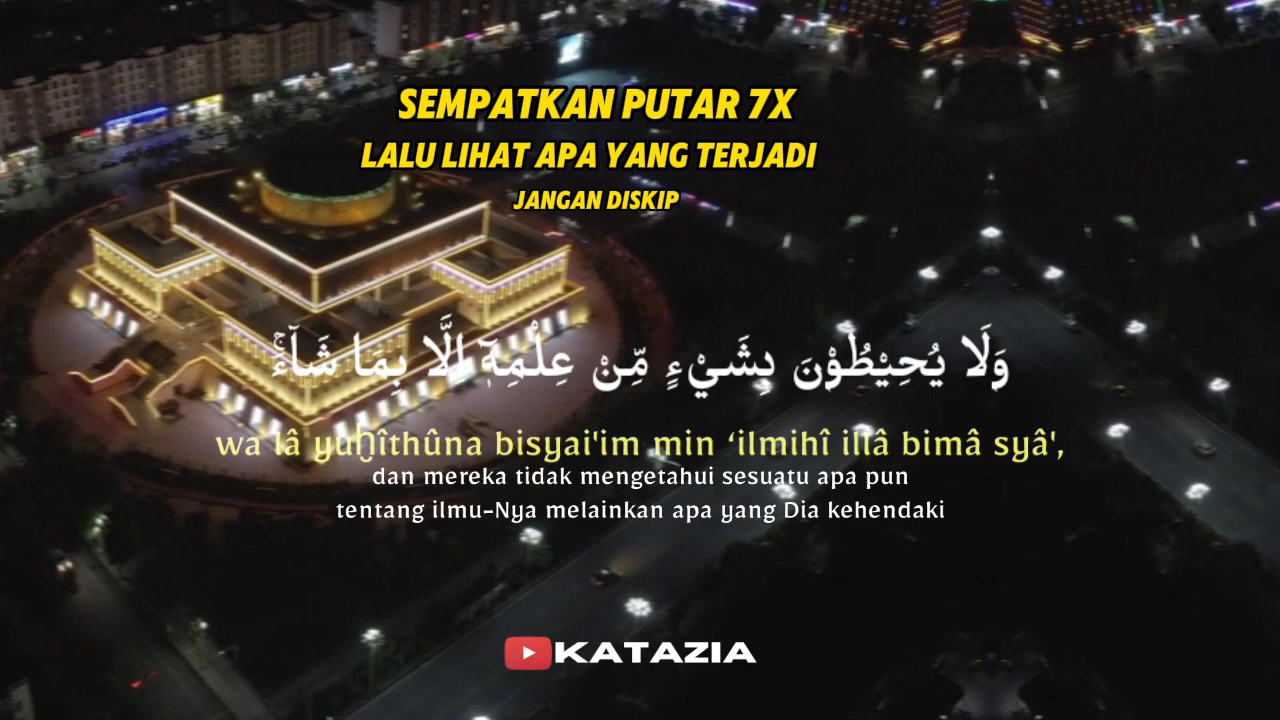 SEMPATKAN PUTAR 7X
LALU LIHAT APA YANG TERJADI
JANGAN DISKIP
وَلَا يُحِيْطُوْنَ بِشَيْءٍ مِّنْ عِلْمِهٖٓ اِلَّا بِمَا شَاۤءَۚ
wa lâ yuḫîthûna bisyai'im min ‘ilmihî illâ bimâ syâ',
dan mereka tidak mengetahui sesuatu apa pun
tentang ilmu-Nya melainkan apa yang Dia kehendaki
KATAZIA